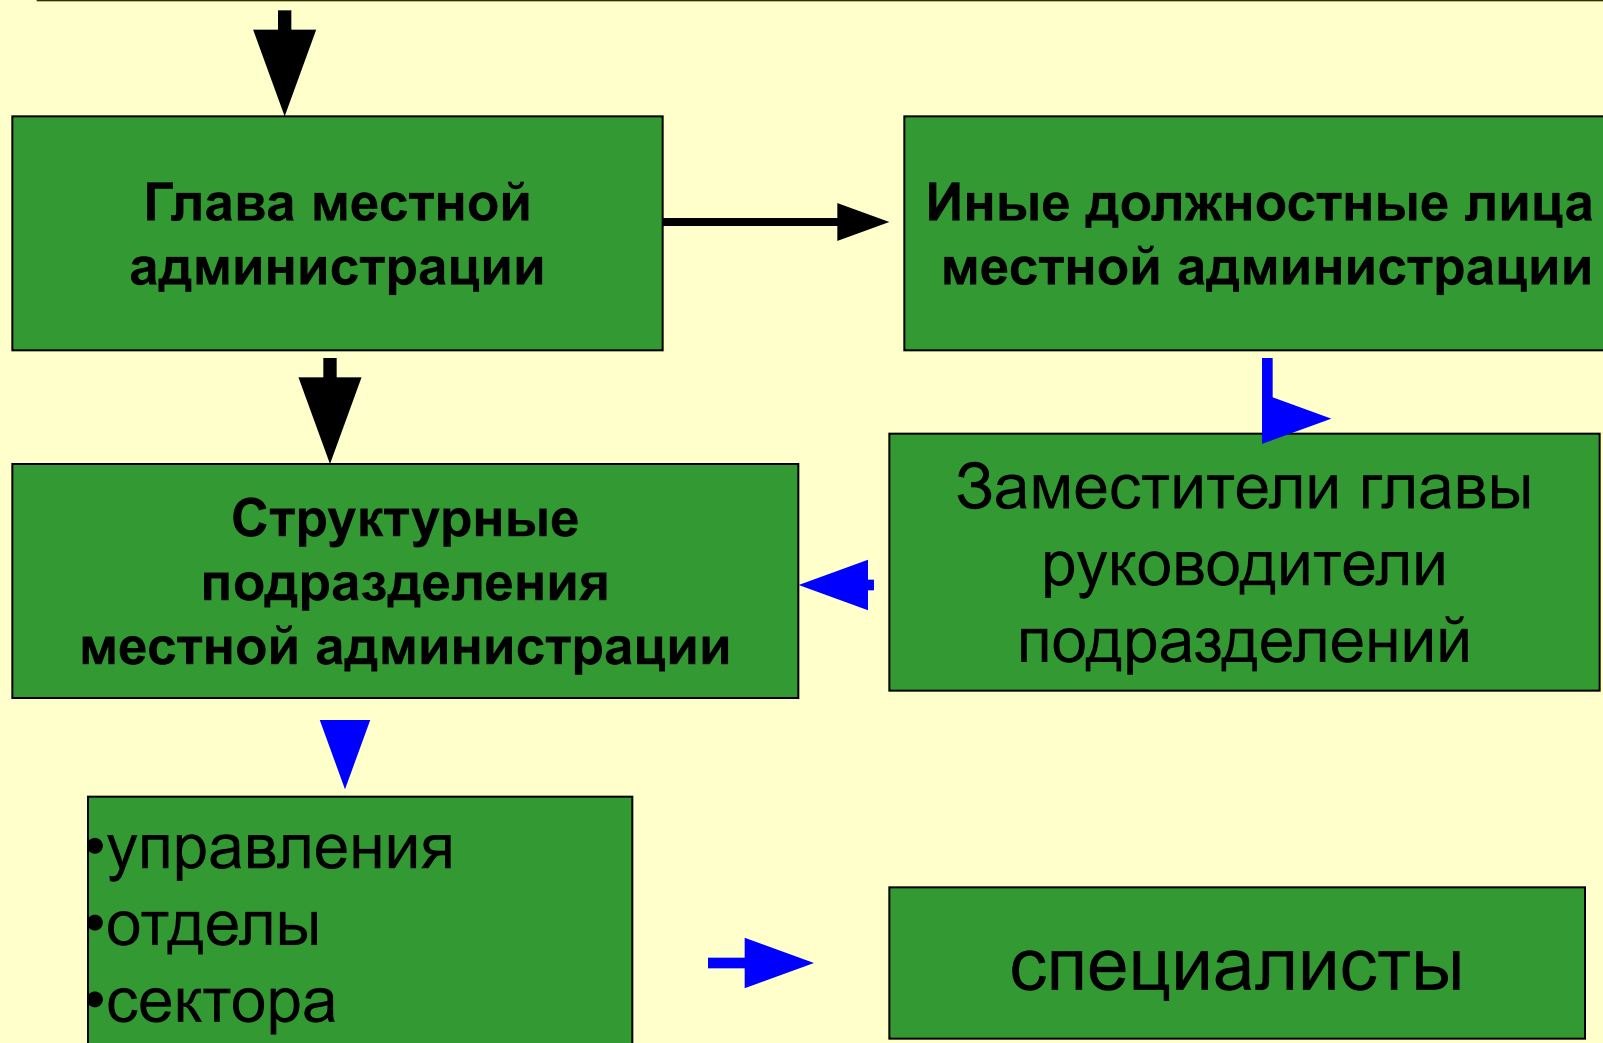 Глава местной
администрации
Иные должностные лица
местной администрации
Структурные
подразделения
местной администрации
Заместители главы
руководители
подразделений
•управления
•отделы
•сектора
специалисты